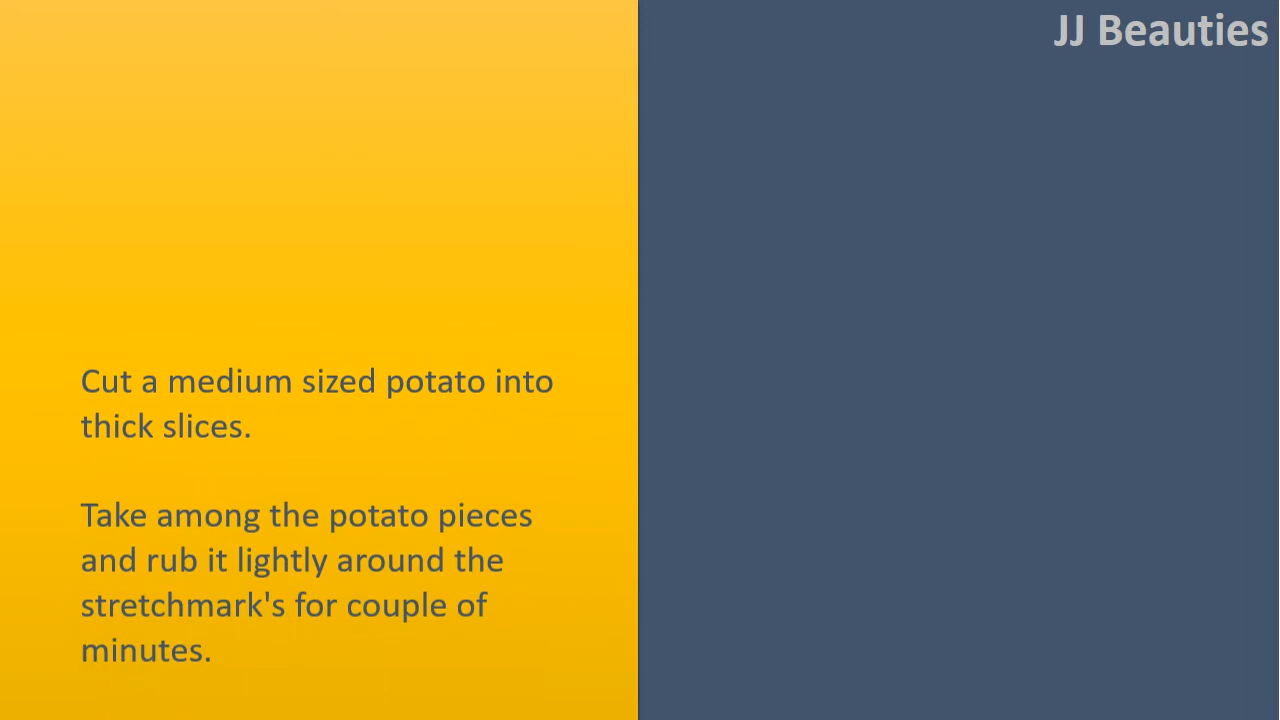 JJ Beauties
Cut a medium sized potato into
thick slices.
Take among the potato pieces
and rub it lightly around the
stretchmark's for couple of
minutes.